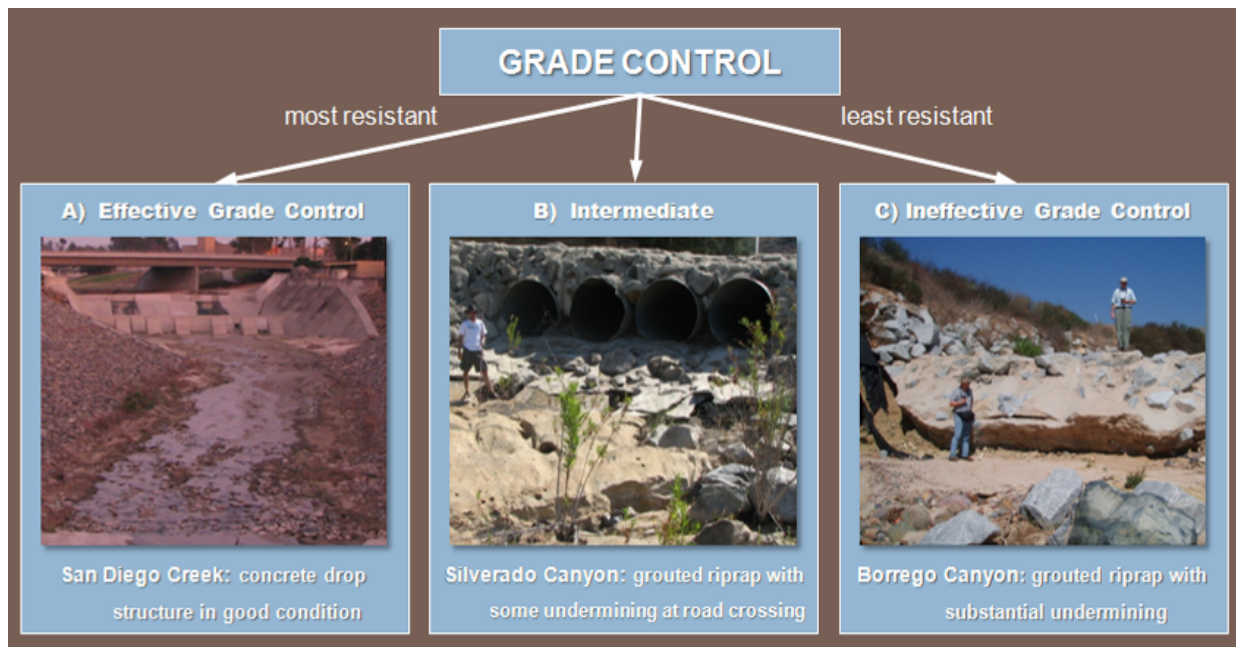 GRADE CONTROL
most resistant
least resistant
A) Effective Grade Control
San Diego Creek: concrete drop
structure in good condition
B) Intermediate
Silverado Canyon: grouted riprap with
some undermining at road crossing
C) Ineffective Grade Control
Borrego Canyon: grouted riprap with
substantial undermining